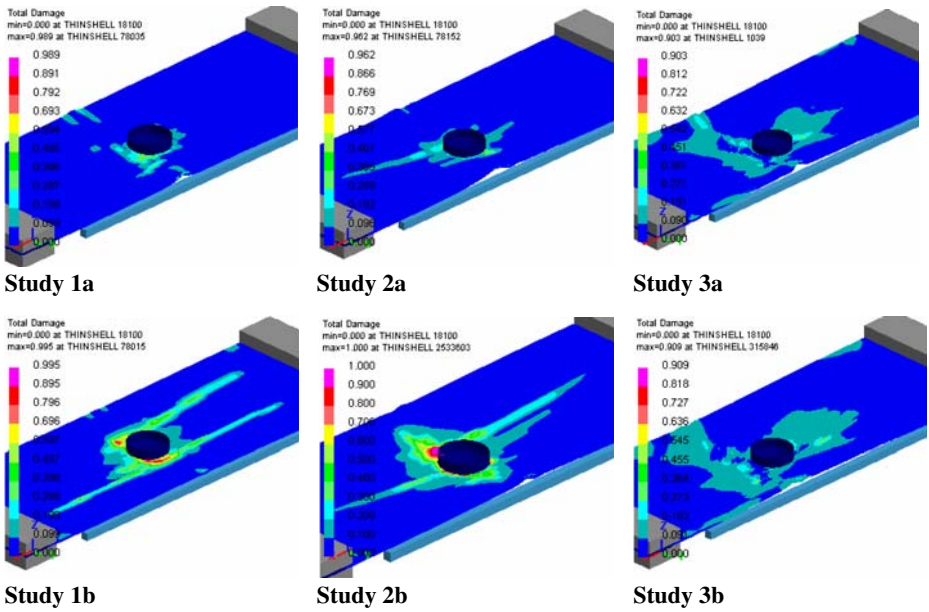 Total Damage
min=0.000 at THINSHELL 18100
max=0.989 at THINSHELL 78035
0.989
0.891
0.792
0.693
0.000
Study 1a
Total Damage
min=0.000 at THINSHELL 18100
max=0.962 at THINSHELL 78152
0.962
0.866
0.769
0.673
0.096
0.000
Study 2a
Total Damage
min=0.000 at THINSHELL 18100
max=0.903 at THINSHELL 1039
0.903
0.812
0.722
0.632
0.451
0.000
Z
Study 3a
Total Damage
min=0.000 at THINSHELL 18100
max=0.995 at THINSHELL 78015
0.995
0.895
0.796
0.696
0.000
Z
Study 1b
Total Damage
min=0.000 at THINSHELL 18100
max=1.000 at THINSHELL 2533603
1.000
0.900
0.800
0.600
0.500
0.000
Study 2b
Total Damage
min=0.000 at THINSHELL 18100
max=0.909 at THINSHELL 315846
0.909
0.818
0.727
0.636
0.545
0.455
0.000
Z
Study 3b